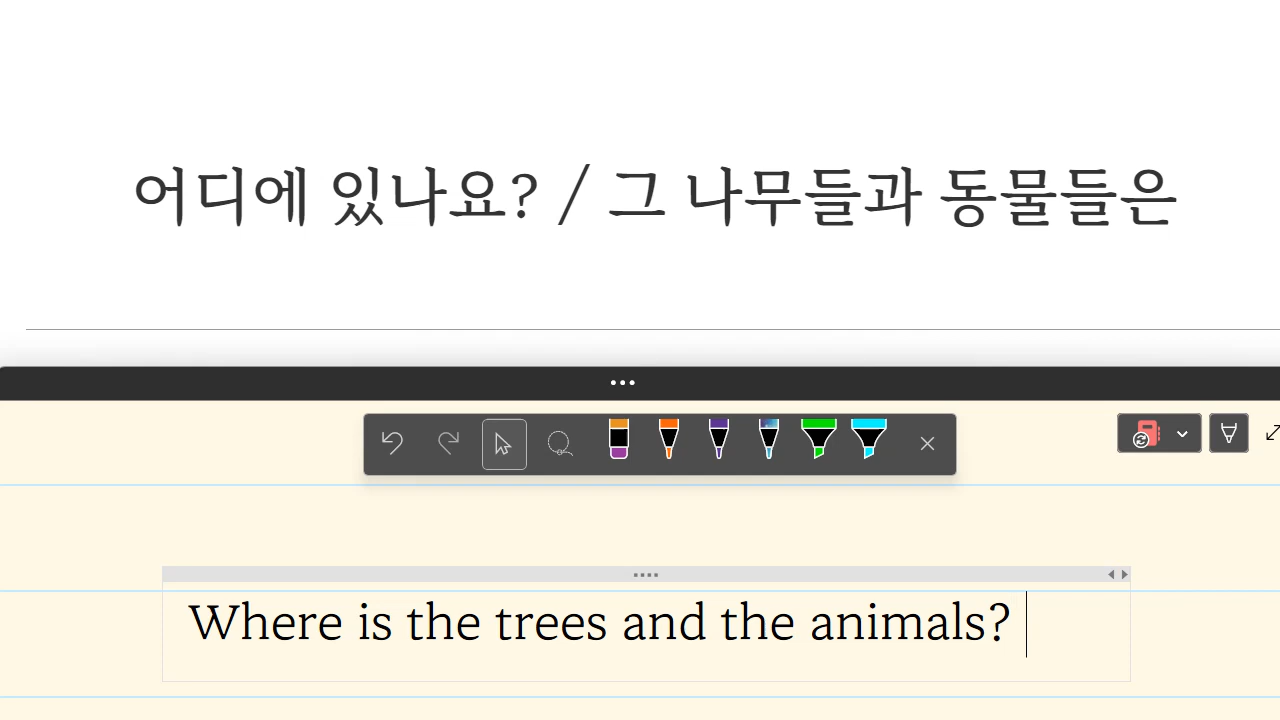 어디에 있나요? / 그 나무들과 동물들은
Where is the trees and the animals?